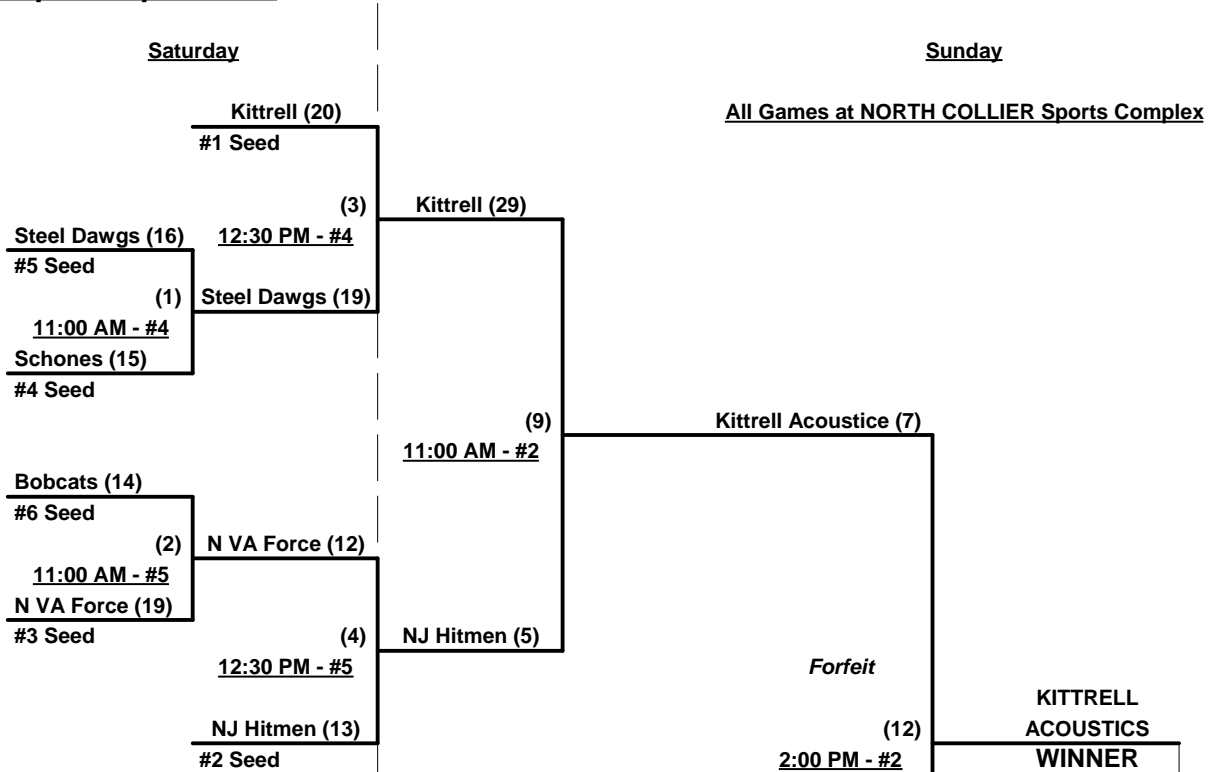 Saturday
Sunday
Kittrell (20)
All Games at NORTH COLLIER Sports Complex
#1 Seed
(3)
Kittrell (29)
Steel Dawgs (16)
12:30 PM - #4
#5 Seed
(1)
Steel Dawgs (19)
11:00 AM - #4
Schones (15)
#4 Seed
(9)
Kittrell Acoustice (7)
11:00 AM - #2
Bobcats (14)
#6 Seed
(2)
N VA Force (12)
11:00 AM - #5
N VA Force (19)
#3 Seed
(4)
NJ Hitmen (5)
12:30 PM - #5
Forfeit
KITTRELL
NJ Hitmen (13)
(12)
ACOUSTICS
#2 Seed
2:00 PM - #2
WINNER